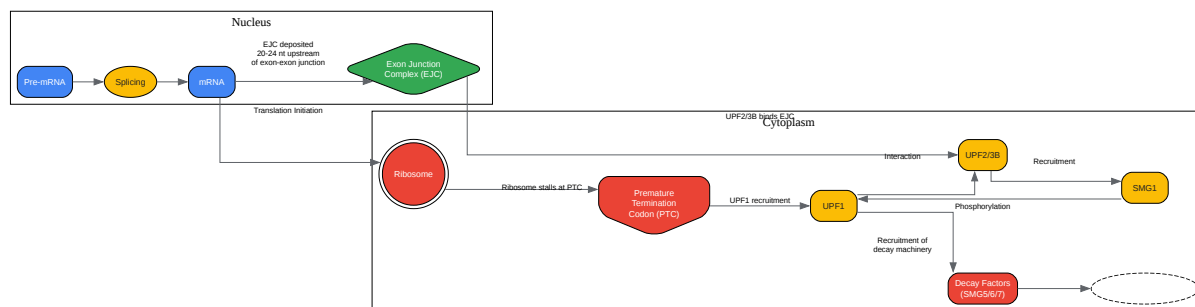 Nucleus
EJC deposited
20-24 nt upstream
of exon-exon junction
Pre-mRNA
Splicing
mRNA
Exon Junction
Complex (EJC)
Translation Initiation
UPF2/3B binds EJC
Cytoplasm
Ribosome
Ribosome stalls at PTC
Premature
Termination
Codon (PTC)
UPF1 recruitment
UPF1
Interaction
UPF2/3B
Recruitment
SMG1
Phosphorylation
Recruitment of
decay machinery
Decay Factors
(SMG5/6/7)